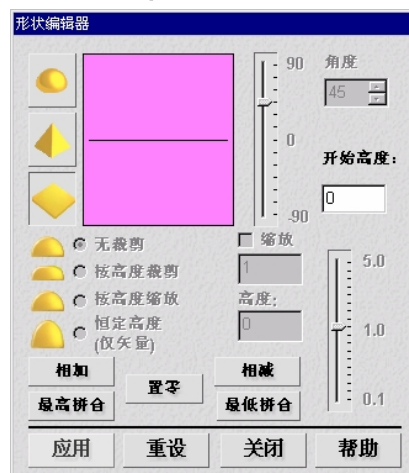 形状编辑器
90
角度
45
0
开始高度:
0
-90
无裁剪
缩放
按高度裁剪
1
5.0
按高度缩放
高度:
恒定高度
(仅矢量)
0
1.0
相加
置零
相减
最高拼合
最低拼合
0.1
应用
重设
关闭
帮助